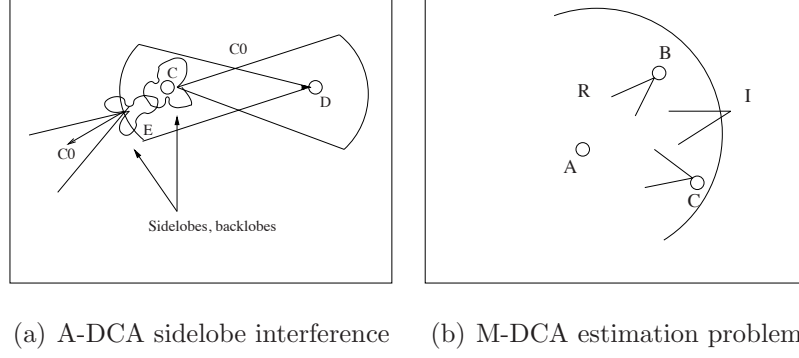 C0
C
D
E
C0
Sidelobes, backlobes
(a) A-DCA sidelobe interference
B
R
I
A
C
(b) M-DCA estimation problem